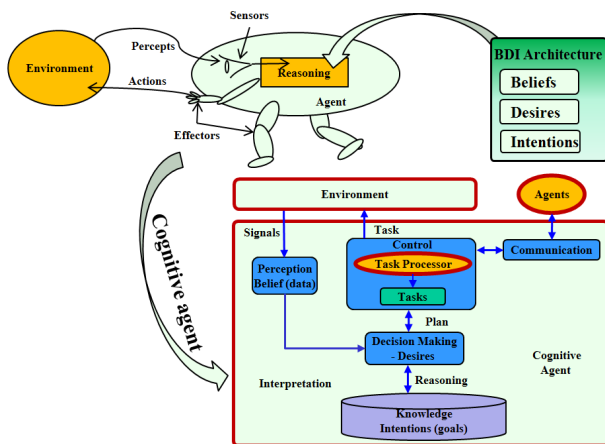 Sensors
Percepts
Environment
Reasoning
Actions
Agent
Effectors
BDI Architecture
Beliefs
Desires
Intentions
Cognitive agent
Environment
Agents
Signals
Task
Control
Task Processor
Tasks
Communication
Perception
Belief (data)
Plan
Decision Making
- Desires
Reasoning
Interpretation
Cognitive
Agent
Knowledge
Intentions (goals)